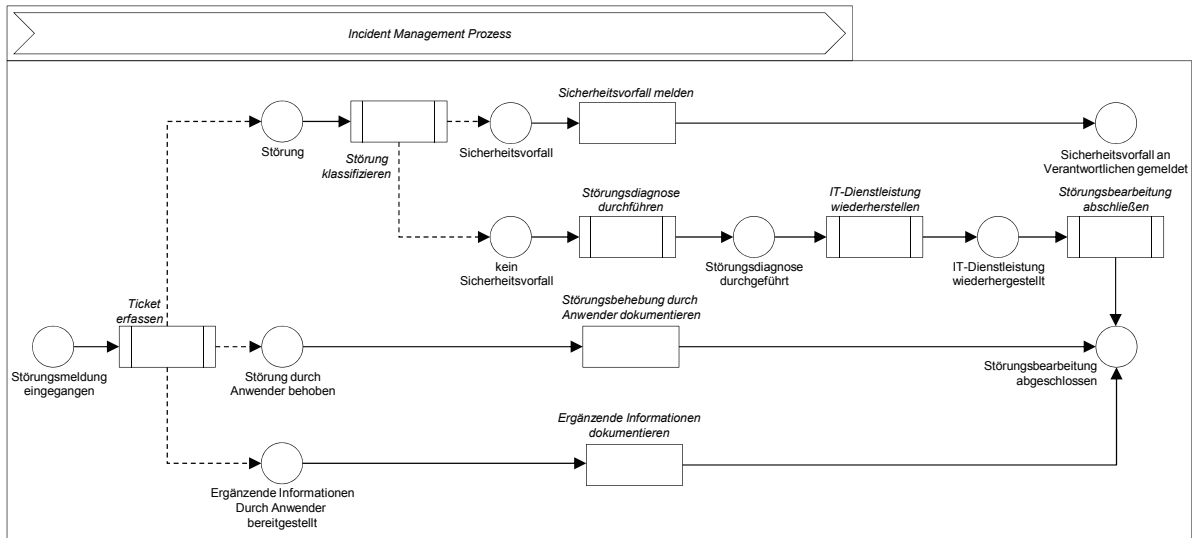 Incident Management Prozess
Sicherheitsvorfall melden
Störung
Störung
klassifizieren
Sicherheitsvorfall
Sicherheitsvorfall an
Verantwortlichen gemeldet
Störungsdiagnose
durchführen
IT-Dienstleistung
wiederherstellen
Störungsbearbeitung
abschließen
kein
Sicherheitsvorfall
Störungsdiagnose
durchgeführt
IT-Dienstleistung
wiederhergestellt
Ticket
erfassen
Störungsbehebung durch
Anwender dokumentieren
Störungsmeldung
eingegangen
Störung durch
Anwender behoben
Störungsbearbeitung
abgeschlossen
Ergänzende Informationen
dokumentieren
Ergänzende Informationen
Durch Anwender
bereitgestellt